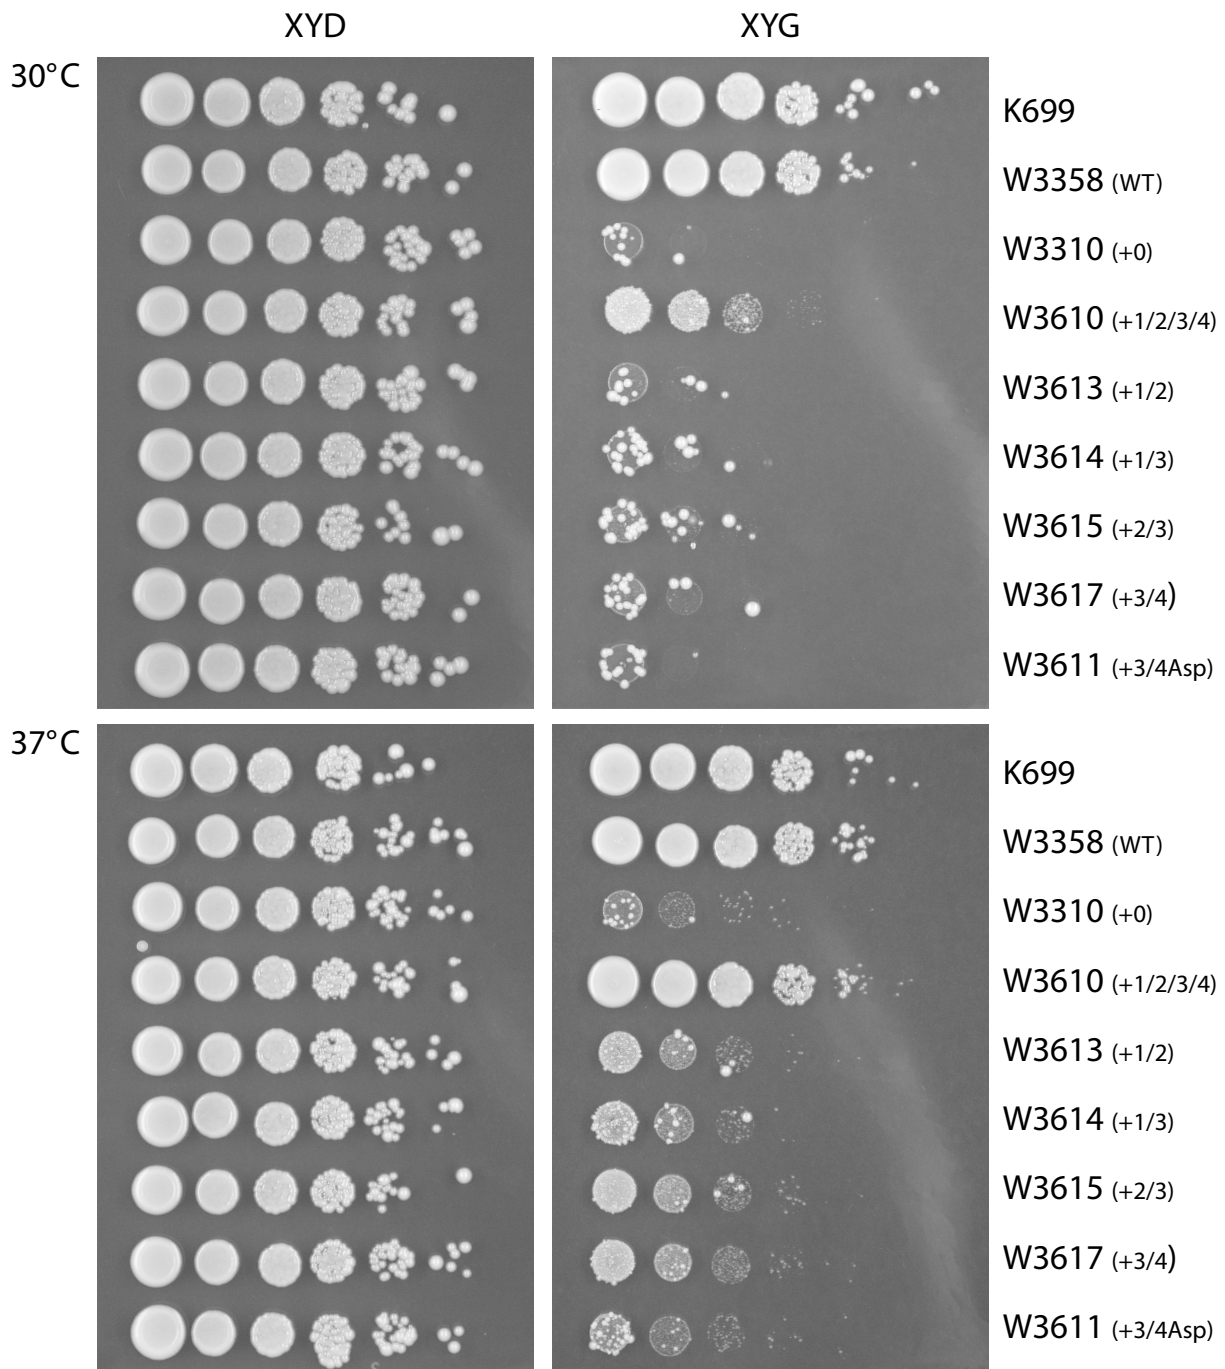 XYD XYG
30°C
K699
W3358 (WT)
W3310 (+0)
W3610 (+1/2/3/4)
W3613 (+1/2)
W3614 (+1/3)
W3615 (+2/3)
W3617 (+3/4)
W3611 (+3/4Asp)
37°C
K699
W3358 (WT)
W3310 (+0)
W3610 (+1/2/3/4)
W3613 (+1/2)
W3614 (+1/3)
W3615 (+2/3)
W3617 (+3/4)
W3611 (+3/4Asp)